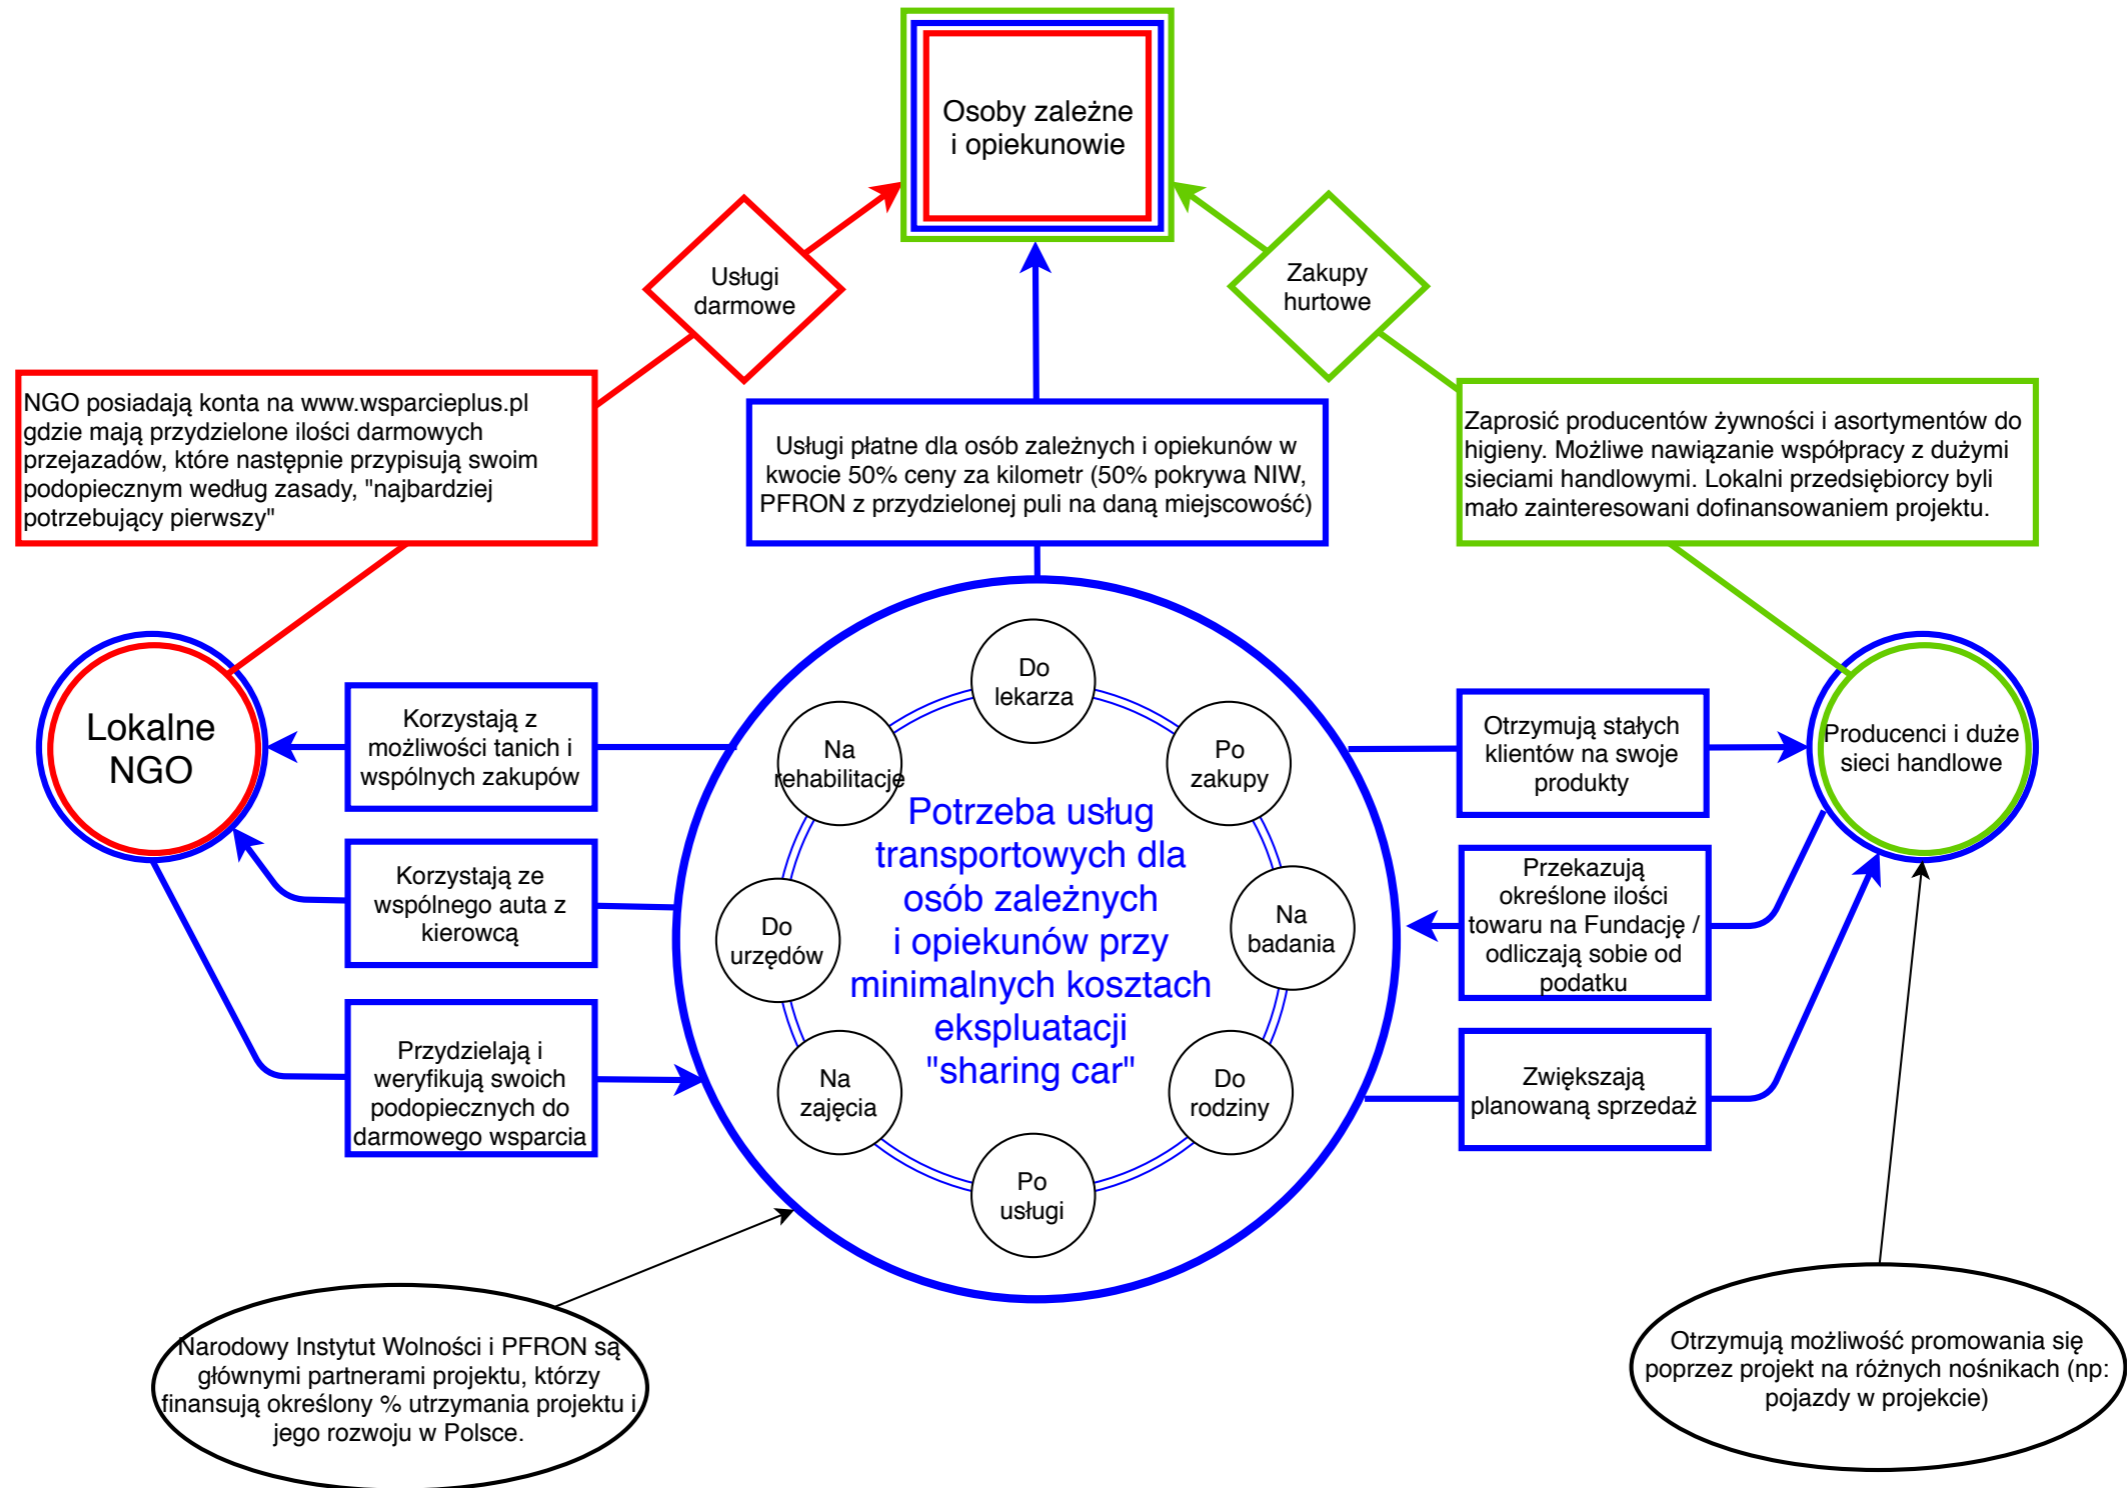 Osoby zależne
i opiekunowie
Usługi
darmowe
Zakupy
hurtowe
NGO posiadają konta na www.wsparcieplus.pl
gdzie mają przydzielone ilości darmowych
przejazdów, które następnie przypisują swoim
podopiecznym według zasady, "najbardziej
potrzebujący pierwszy"
Usługi płatne dla osób zależnych i opiekunów w
kwocie 50% ceny za kilometr (50% pokrywa NIW,
PFRON z przydzielonej puli na daną miejscowość)
Zaprosić producentów żywności i asortymentów do
higieny. Możliwe nawiązanie współpracy z dużymi
sieciami handlowymi. Lokalni przedsiębiorcy byli
mało zainteresowani dofinansowaniem projektu.
Lokalne
NGO
Korzystają z
możliwości tanich i
wspólnych zakupów
Korzystają ze
wspólnego auta z
kierowcą
Przydzielają i
weryfikują swoich
podopiecznych do
darmowego wsparcia
Do
lekarza
Po
zakupy
Na
badania
Do
rodziny
Po
usługi
Na
zajęcia
Do
urzędów
Na
rehabilitacje
Potrzeba usług
transportowych dla
osób zależnych
i opiekunów przy
minimalnych kosztach
ekspluatacji
"sharing car"
Otrzymują stałych
klientów na swoje
produkty
Przekazują
określone ilości
towaru na Fundację /
odliczają sobie od
podatku
Zwiększają
planowaną sprzedaż
Producenci i duże
sieci handlowe
Narodowy Instytut Wolności i PFRON są
głównymi partnerami projektu, którzy
finansują określony % utrzymania projektu i
jego rozwoju w Polsce.
Otrzymują możliwość promowania się
poprzez projekt na różnych nośnikach (np:
pojazdy w projekcie)